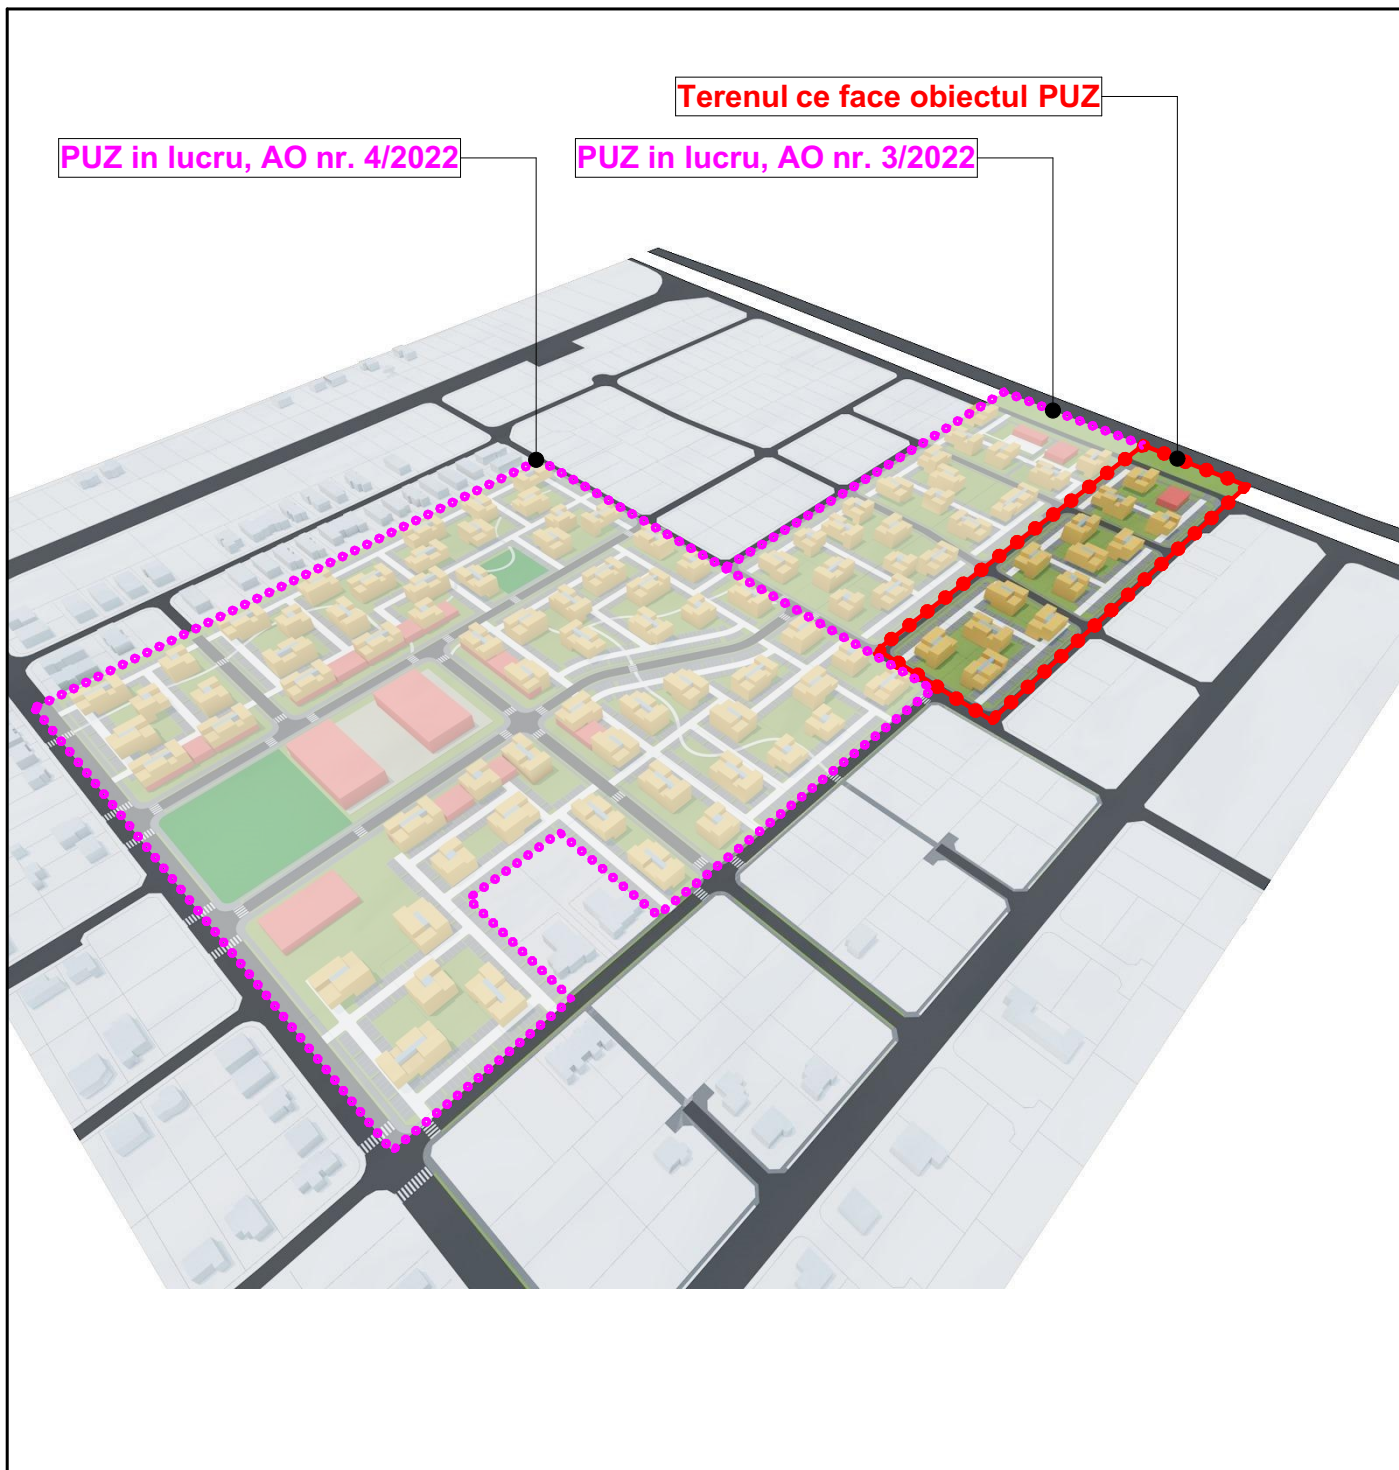 Terenul ce face obiectul PUZ
PUZ in lucru, AO nr. 4/2022
PUZ in lucru, AO nr. 3/2022